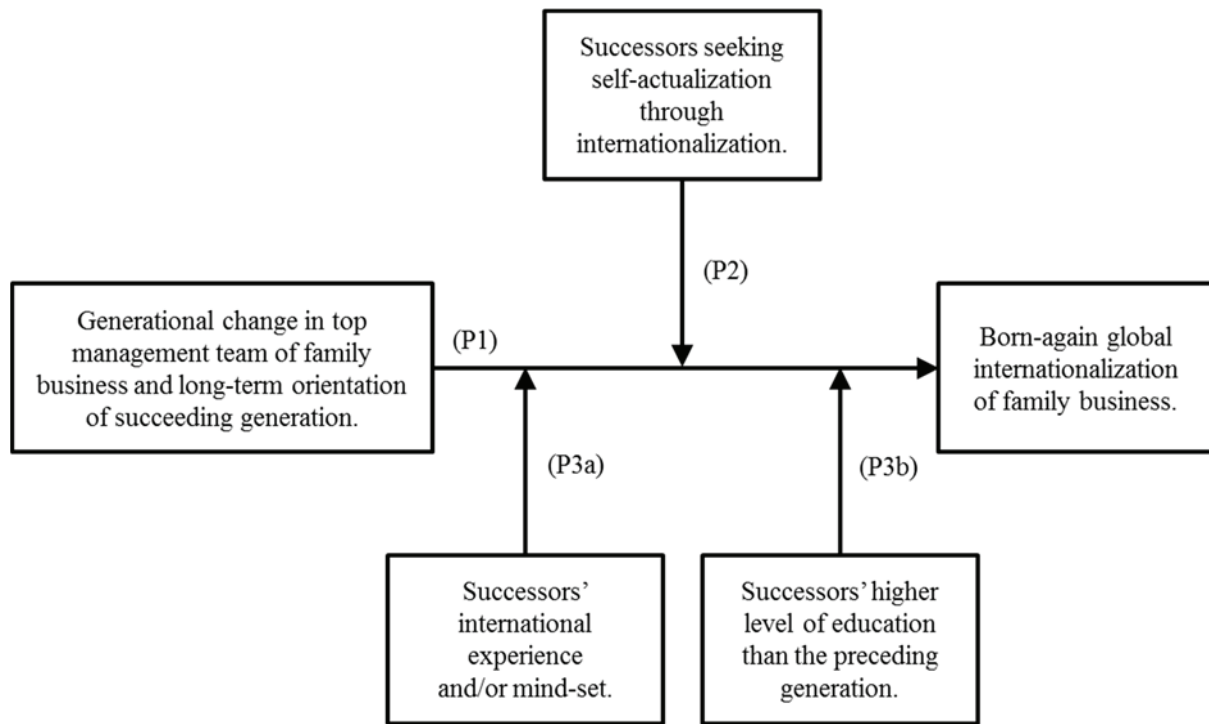 Successors seeking
self-actualization
through
internationalization.
(P2)
Generational change in top
management team of family
business and long-term orientation
of succeeding generation.
(P1)
Born-again global
internationalization
of family business.
(P3a)
(P3b)
Successors’
international
experience
and/or mind-set.
Successors’ higher
level of education
than the preceding
generation.